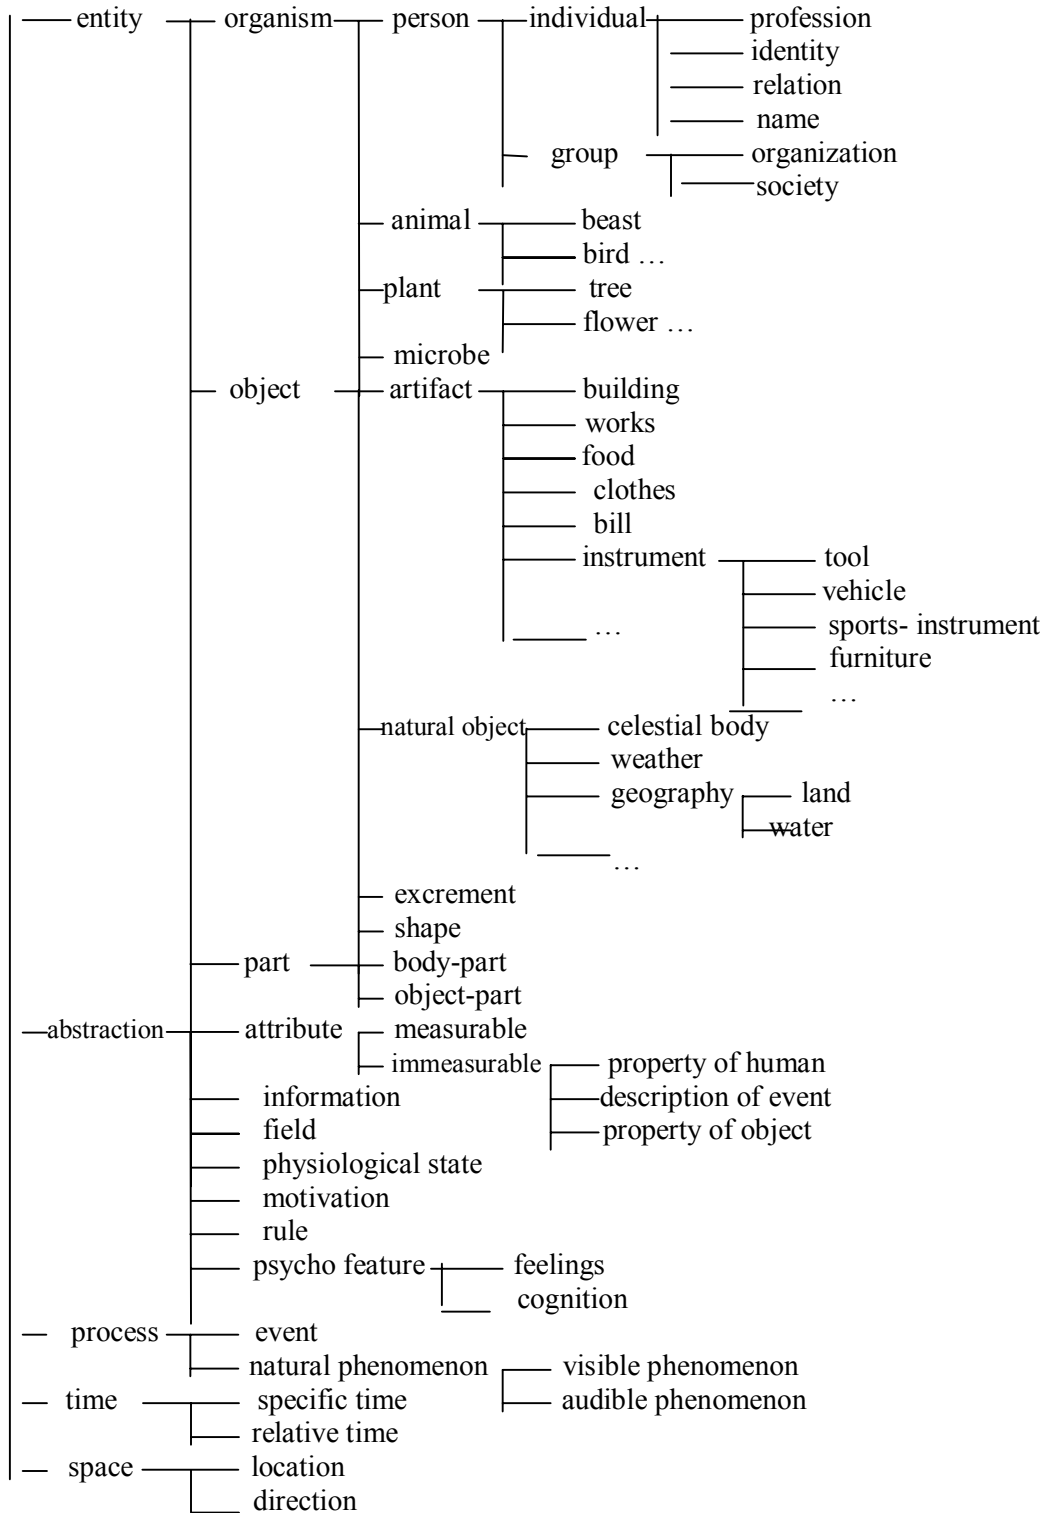 entity organism person individual profession
identity
relation
name
group organization
society
animal beast
bird …
plant tree
flower …
microbe
object artifact building
works
food
clothes
bill
instrument tool
vehicle
… sports- instrument
furniture
…
natural object celestial body
weather
geography land
water
…
excrement
shape
part body-part
object-part
abstraction attribute measurable
immeasurable property of human
information description of event
field property of object
physiological state
motivation
rule
psycho feature feelings
cognition
process event
natural phenomenon visible phenomenon
time specific time audible phenomenon
relative time
space location
direction